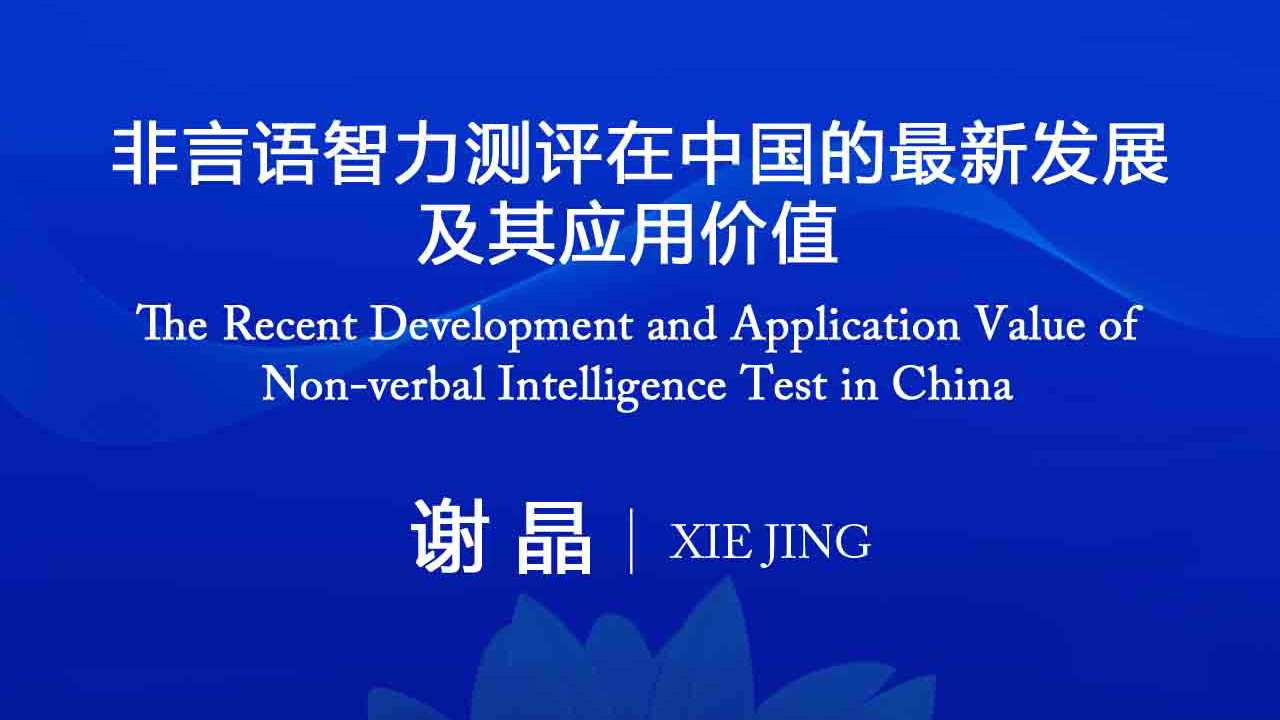 非言语智力测评在中国的最新发展
及其应用价值
The Recent Development and Application Value of
Non-verbal Intelligence Test in China
谢 晶 | XIE JING